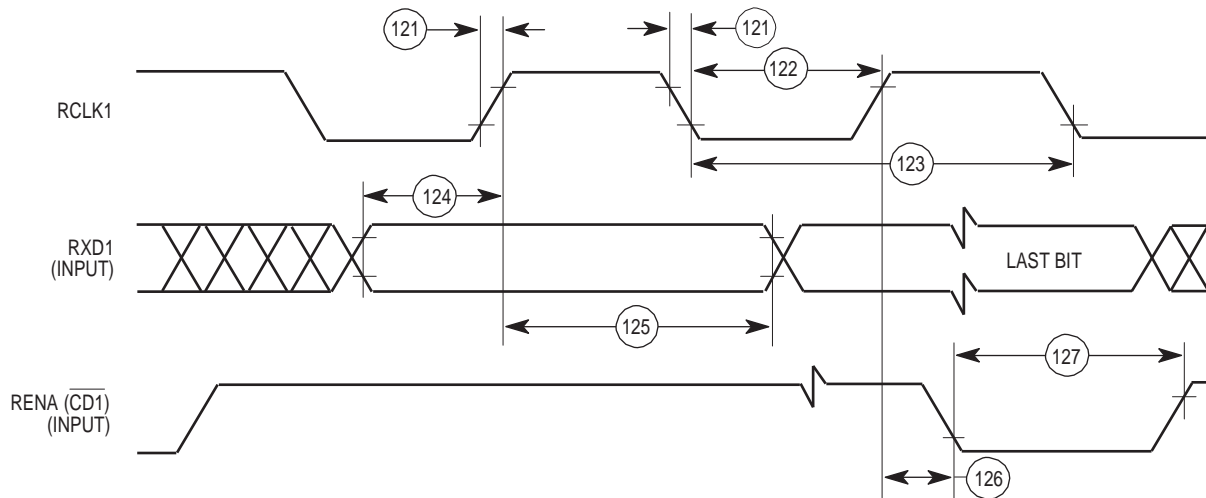 121
121
122
RCLK1
123
124
RXD1
(INPUT)
LAST BIT
125
127
RENA (CD1)
(INPUT)
126